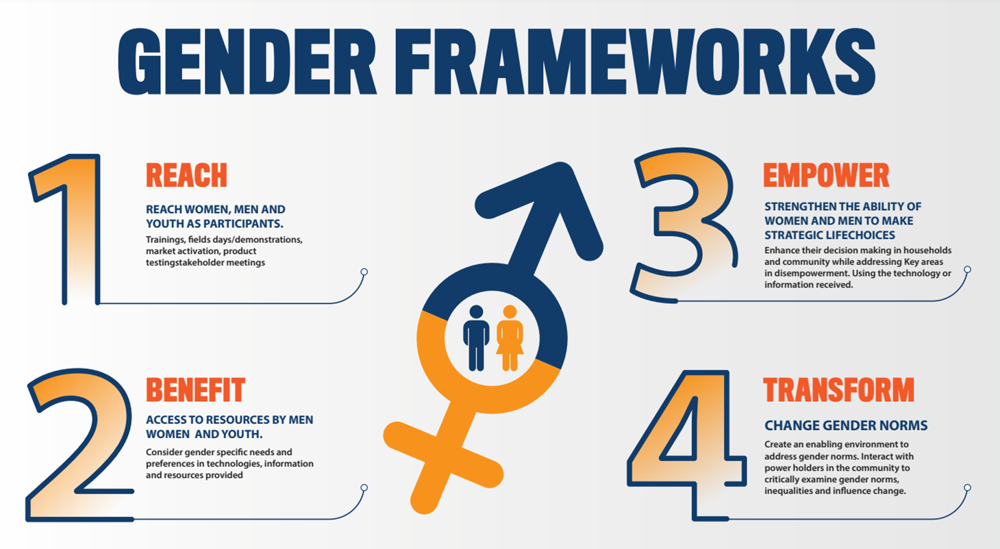 GENDER FRAMEWORKS
1
REACH
REACH WOMEN, MEN AND
YOUTH AS PARTICIPANTS.
Trainings, fields days/demonstrations,
market activation, product
testingstakeholder meetings
2
BENEFIT
ACCESS TO RESOURCES BY MEN
WOMEN AND YOUTH.
Consider gender specific needs and
preferences in technologies, information
and resources provided
3
EMPOWER
STRENGTHEN THE ABILITY OF
WOMEN AND MEN TO MAKE
STRATEGIC LIFECHOICES
Enhance their decision making in households
and community while addressing Key areas
in disempowerment. Using the technology or
information received.
4
TRANSFORM
CHANGE GENDER NORMS
Create an enabling environment to
address gender norms. Interact with
power holders in the community to
critically examine gender norms,
inequalities and influence change.